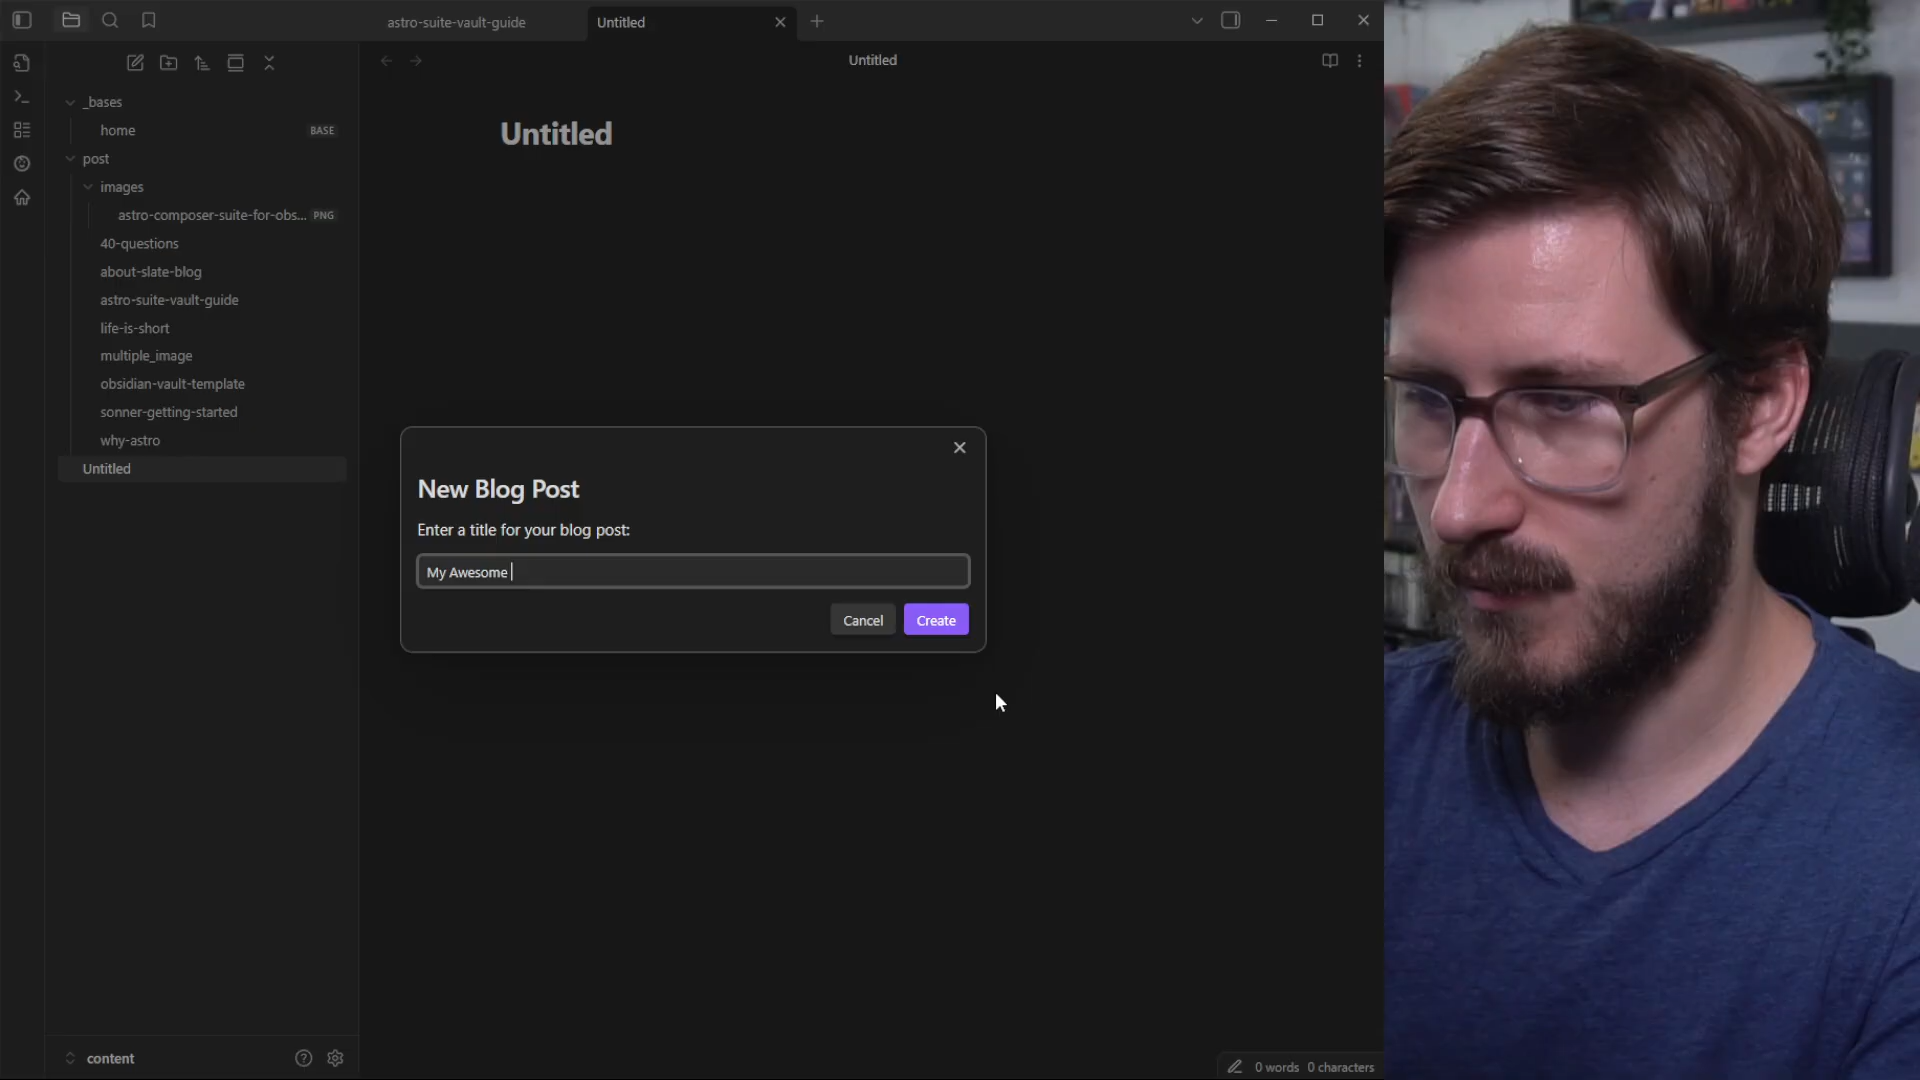 astro-suite-vault-guide
Untitled
Untitled
_bases
home BASE
post
images
astro-composer-suite-for-obs... PNG
40-questions
about-slate-blog
astro-suite-vault-guide
life-is-short
multiple_image
obsidian-vault-template
sonner-getting-started
why-astro
Untitled
content
Untitled
New Blog Post
Enter a title for your blog post:
My Awesome
Cancel Create
0 words 0 characters